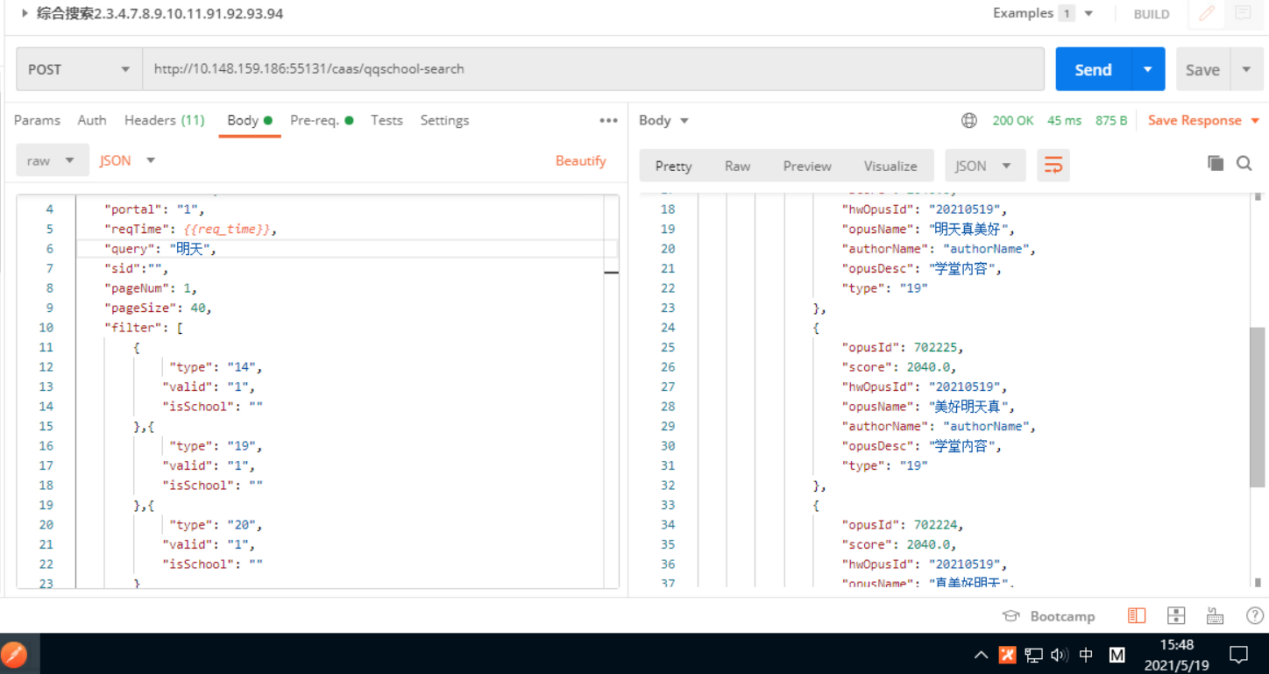 综合搜索2.3.4.7.8.9.10.11.91.92.93.94
Examples 1
BUILD
POST
http://10.148.159.186:55131/caas/qqschool-search
Send
Save
Params Auth Headers (11) Body Pre-req. Tests Settings
raw JSON
Beautify
4 "portal": "1",
5 "reqTime": {{req_time}},
6 "query": "明天",
7 "sid":"",
8 "pageNum": 1,
9 "pageSize": 40,
10 "filter": [
11 {
12 "type": "14",
13 "valid": "1",
14 "isSchool": ""
15 },{
16 "type": "19",
17 "valid": "1",
18 "isSchool": ""
19 },{
20 "type": "20",
21 "valid": "1",
22 "isSchool": ""
23 }
Body
200 OK 45 ms 875 B Save Response
Pretty Raw Preview Visualize JSON
18 "hwOpusId": "20210519",
19 "opusName": "明天真美好",
20 "authorName": "authorName",
21 "opusDesc": "学堂内容",
22 "type": "19"
23 },
24 {
25 "opusId": 702225,
26 "score": 2040.0,
27 "hwOpusId": "20210519",
28 "opusName": "美好明天真",
29 "authorName": "authorName",
30 "opusDesc": "学堂内容",
31 "type": "19"
32 },
33 {
34 "opusId": 702224,
35 "score": 2040.0,
36 "hwOpusId": "20210519",
37 "opusName": "真美好明天",
Bootcamp
中 M
15:48
2021/5/19